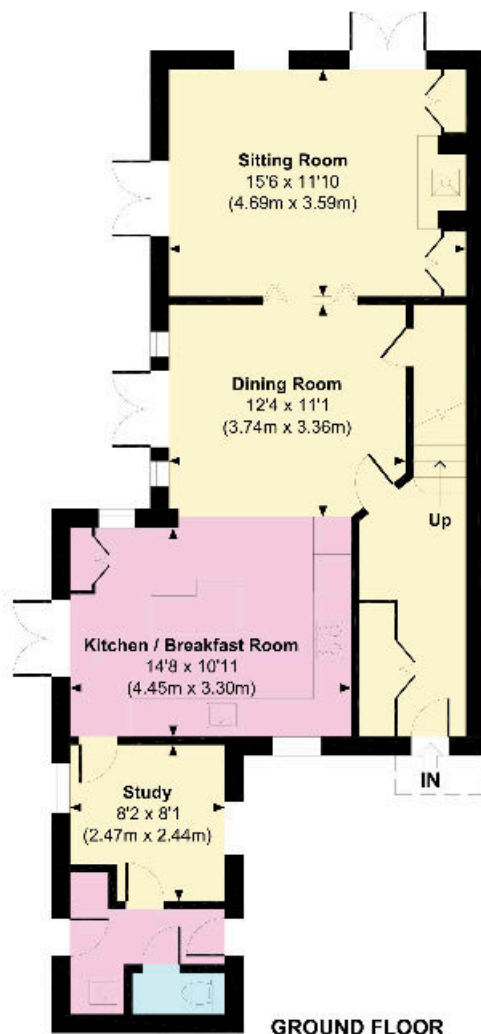 Sitting Room
15'6 x 11'10
(4.69m x 3.59m)
Dining Room
12'4 x 11'1
(3.74m x 3.36m)
Up
Kitchen / Breakfast Room
14'8 x 10'11
(4.45m x 3.30m)
IN
Study
8'2 x 8'1
(2.47m x 2.44m)
GROUND FLOOR